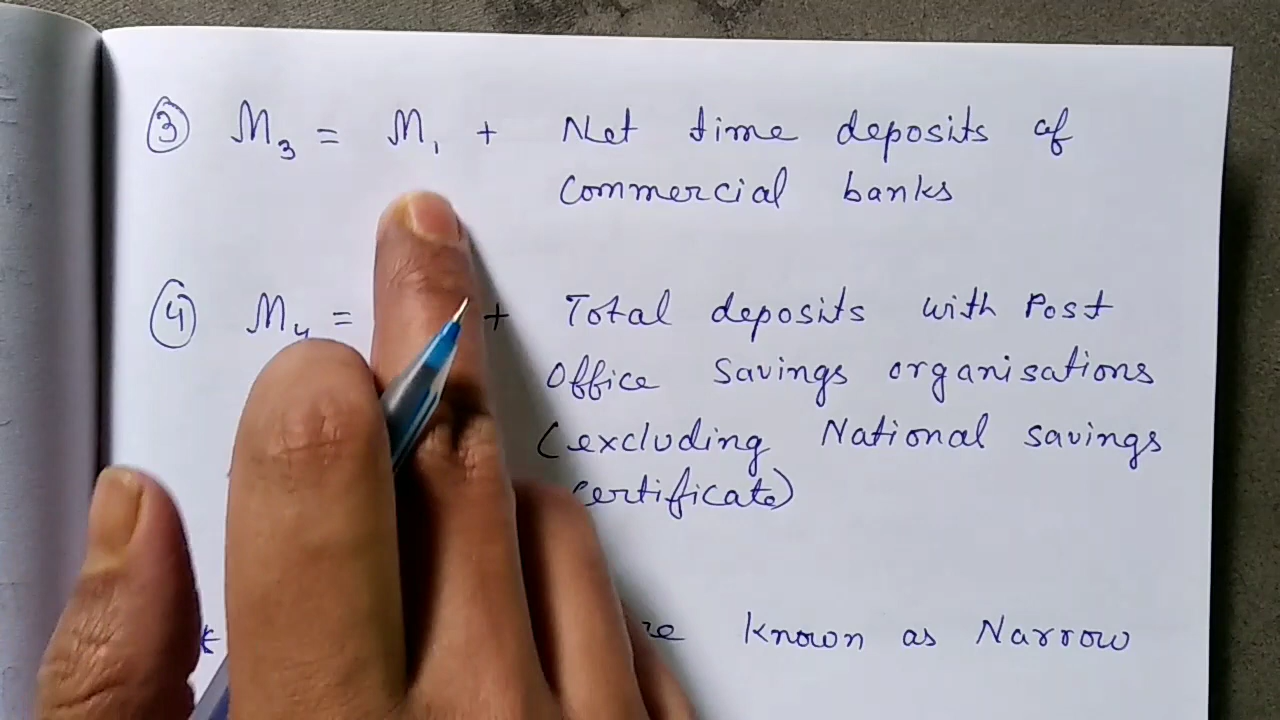 ③ M₃ = M₁ + Net time deposits of
commercial banks
④ M₄ = + Total deposits with Post
office savings organisations
(excluding National savings
certificate)
* known as Narrow